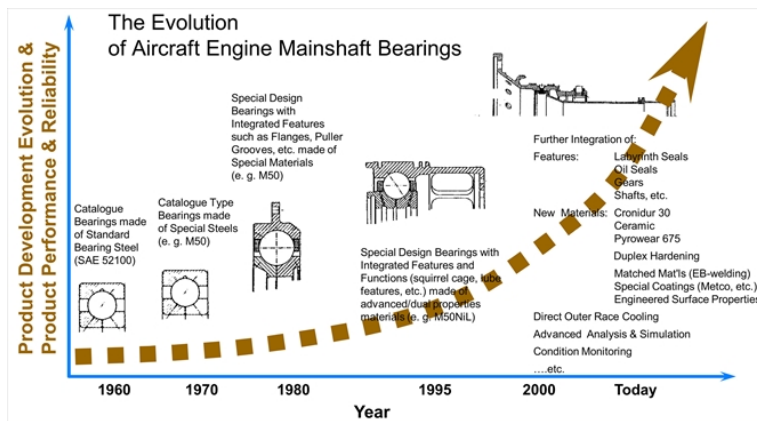 The Evolution
of Aircraft Engine Mainshaft Bearings
Product Development Evolution &
Product Performance & Reliability
Catalogue
Bearings made
of Standard
Bearing Steel
(SAE 52100)
Catalogue Type
Bearings made
of Special Steels
(e. g. M50)
Special Design
Bearings with
Integrated Features
such as Flanges, Puller
Grooves, etc. made of
Special Materials
(e. g. M50)
Special Design Bearings with
Integrated Features and
Functions (squirrel cage, lube
features, etc.) made of
advanced/dual properties
materials (e. g. M50NiL)
Further Integration of:
Features: Labyrinth Seals
Oil Seals
Gears
Shafts, etc.
New Materials: Cronidur 30
Ceramic
Pyrowear 675
Duplex Hardening
Matched Mat'ls (EB-welding)
Special Coatings (Metco, etc.)
Engineered Surface Properties
Direct Outer Race Cooling
Advanced Analysis & Simulation
Condition Monitoring
....etc.
1960 1970 1980 1995 2000 Today
Year